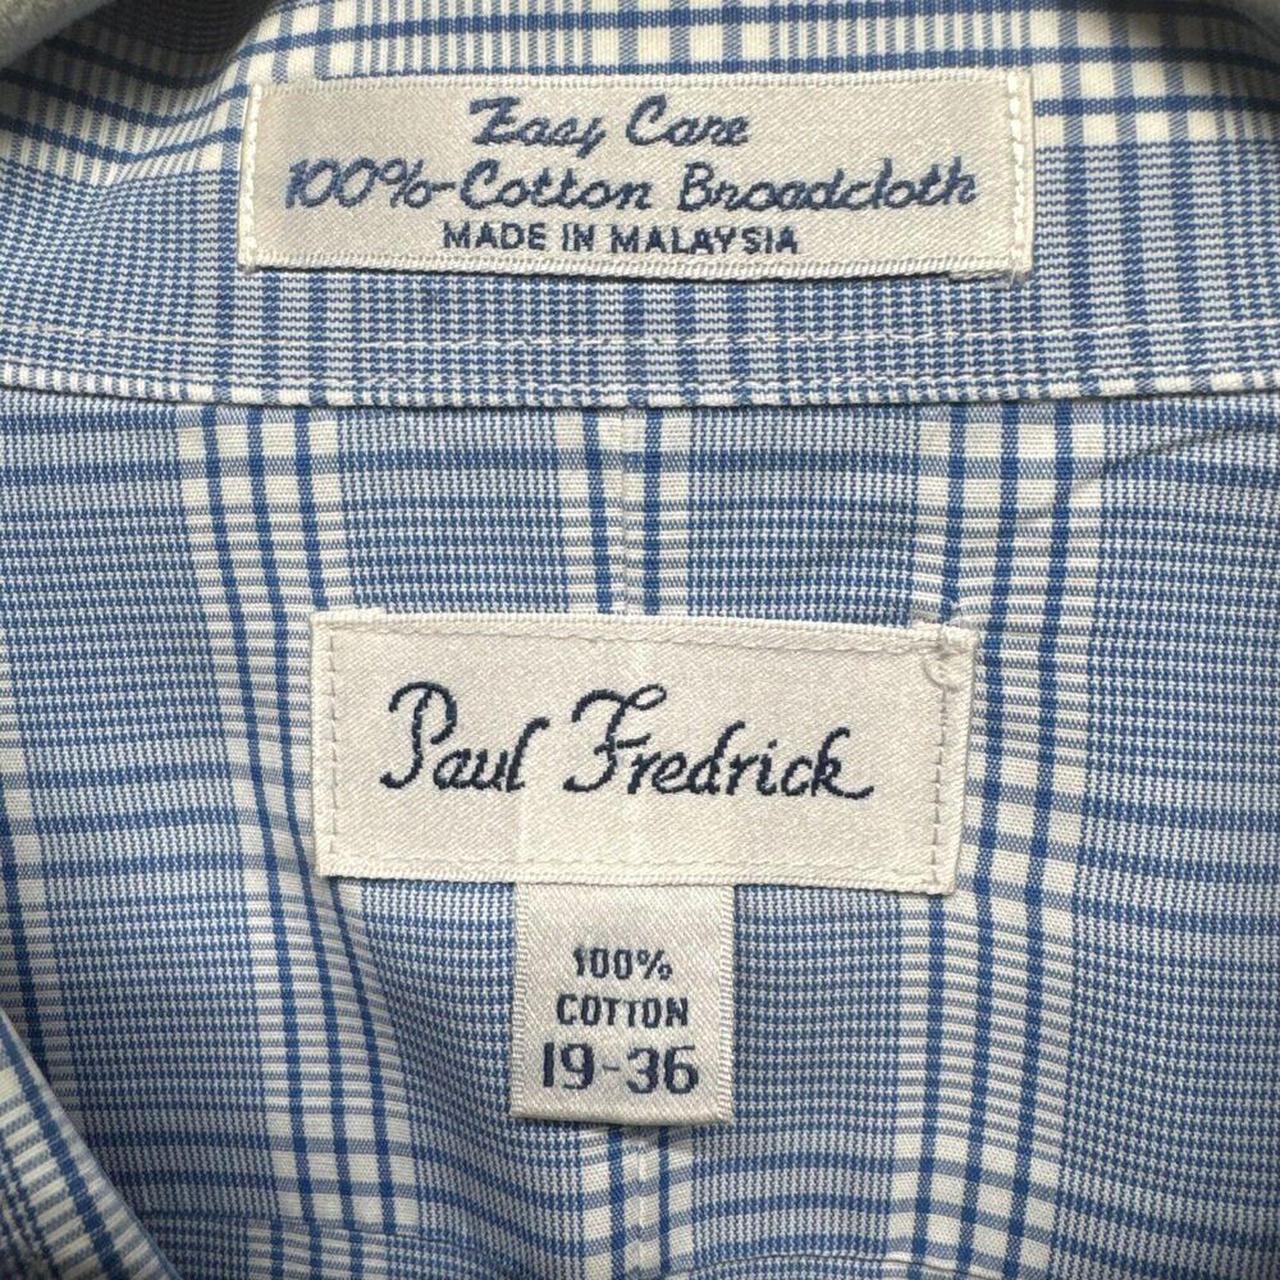 Easy Care
100%-Cotton Broadcloth
MADE IN MALAYSIA
Paul Fredrick
100%
COTTON
19-36